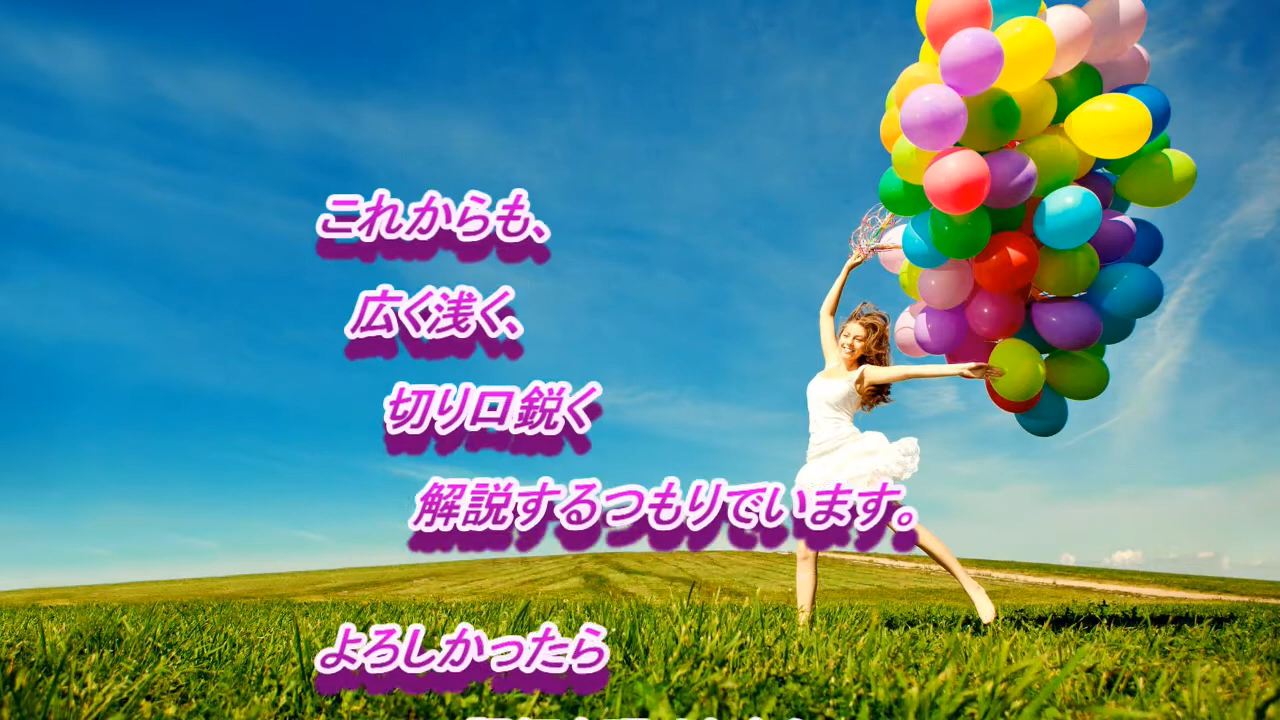 これからも、
広く浅く、
切り口鋭く
解説するつもりでいます。
よろしかったら